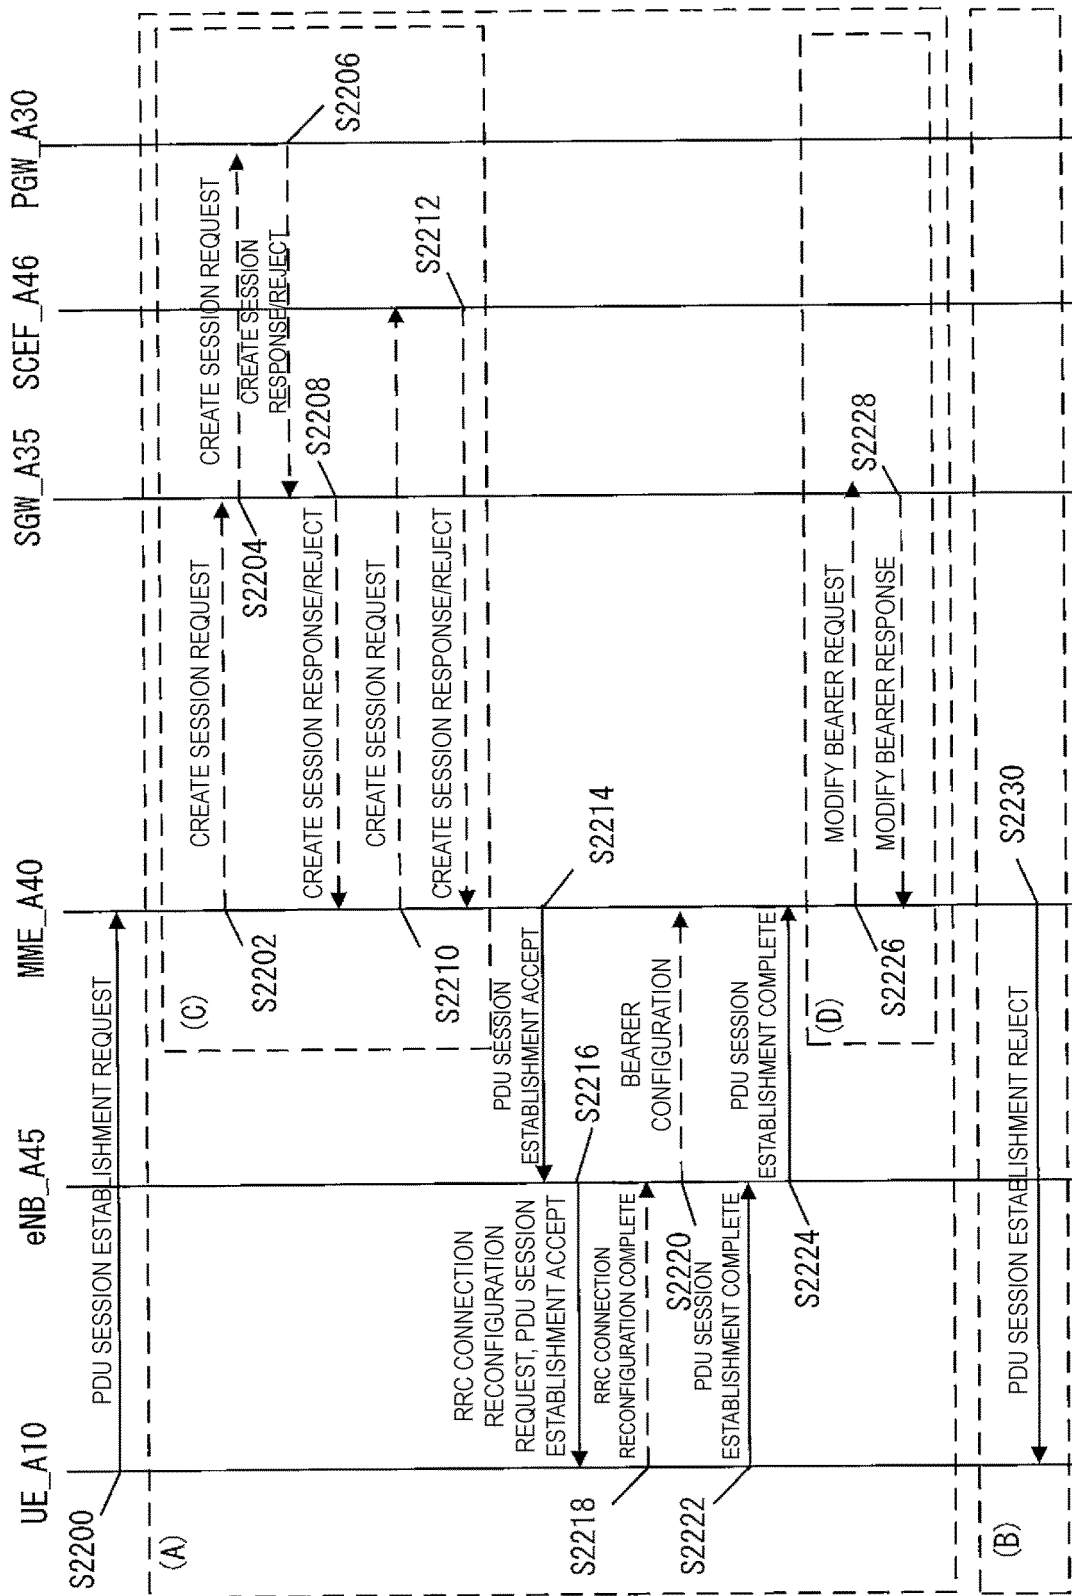 UE_A10
eNB_A45
MME_A40
SGW_A35
SCEF_A46
PGW_A30
S2200
PDU SESSION ESTABLISHMENT REQUEST
(A)
(C)
CREATE SESSION REQUEST
S2202
CREATE SESSION REQUEST
S2204
CREATE SESSION
RESPONSE/REJECT
S2206
CREATE SESSION RESPONSE/REJECT
S2208
CREATE SESSION REQUEST
S2210
CREATE SESSION RESPONSE/REJECT
S2212
PDU SESSION
ESTABLISHMENT ACCEPT
S2214
RRC CONNECTION
RECONFIGURATION
REQUEST, PDU SESSION
ESTABLISHMENT ACCEPT
S2216
RRC CONNECTION
RECONFIGURATION COMPLETE
S2218
BEARER
CONFIGURATION
S2220
PDU SESSION
ESTABLISHMENT COMPLETE
S2222
PDU SESSION
ESTABLISHMENT COMPLETE
S2224
(D)
MODIFY BEARER REQUEST
S2226
MODIFY BEARER RESPONSE
S2228
(B)
PDU SESSION ESTABLISHMENT REJECT
S2230